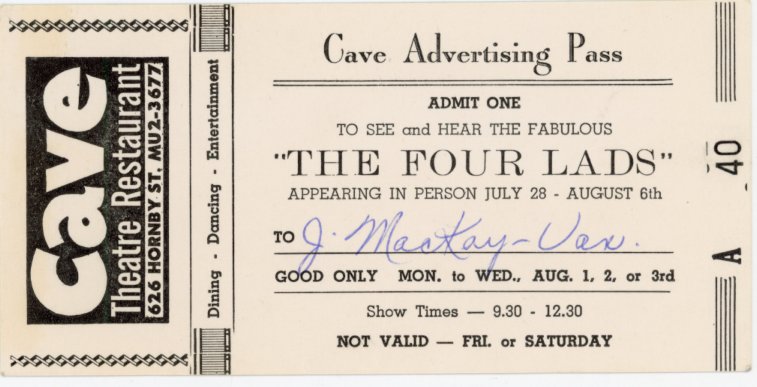 Cave
Theatre Restaurant
626 HORNBY ST. MU2-3677
Dining - Dancing - Entertainment
Cave Advertising Pass
ADMIT ONE
TO SEE and HEAR THE FABULOUS
"THE FOUR LADS"
APPEARING IN PERSON JULY 28 - AUGUST 6th
TO J. MacKay-Van.
GOOD ONLY MON. to WED., AUG. 1, 2, or 3rd
Show Times — 9.30 - 12.30
NOT VALID — FRI. or SATURDAY
A 40